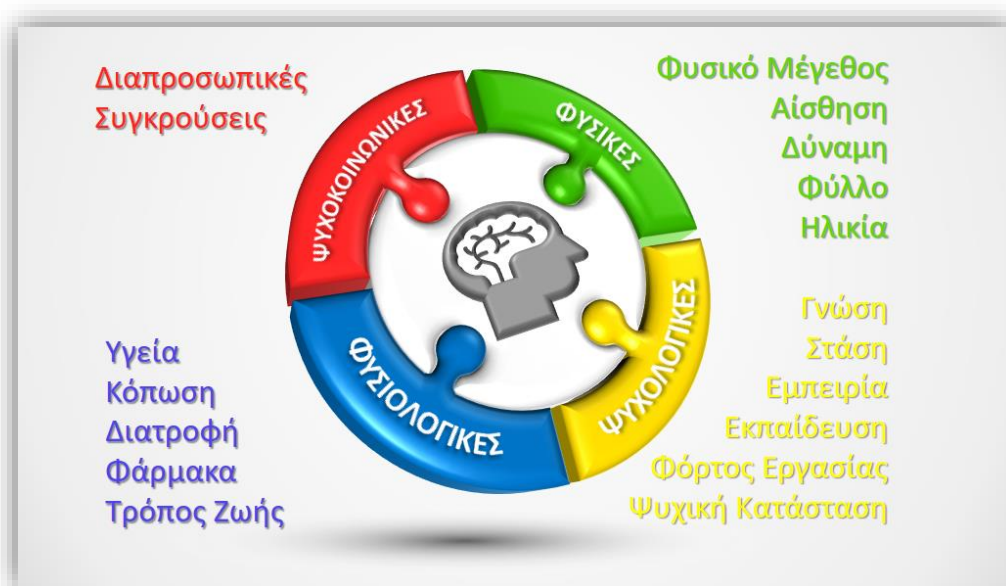 Διαπροσωπικές
Συγκρούσεις
Φυσικό Μέγεθος
Αίσθηση
Δύναμη
Φύλλο
Ηλικία
ΨΥΧΟΚΟΙΝΩΝΙΚΕΣ
ΦΥΣΙΚΕΣ
ΦΥΣΙΟΛΟΓΙΚΕΣ
ΨΥΧΟΛΟΓΙΚΕΣ
Υγεία
Κόπωση
Διατροφή
Φάρμακα
Τρόπος Ζωής
Γνώση
Στάση
Εμπειρία
Εκπαίδευση
Φόρτος Εργασίας
Ψυχική Κατάσταση